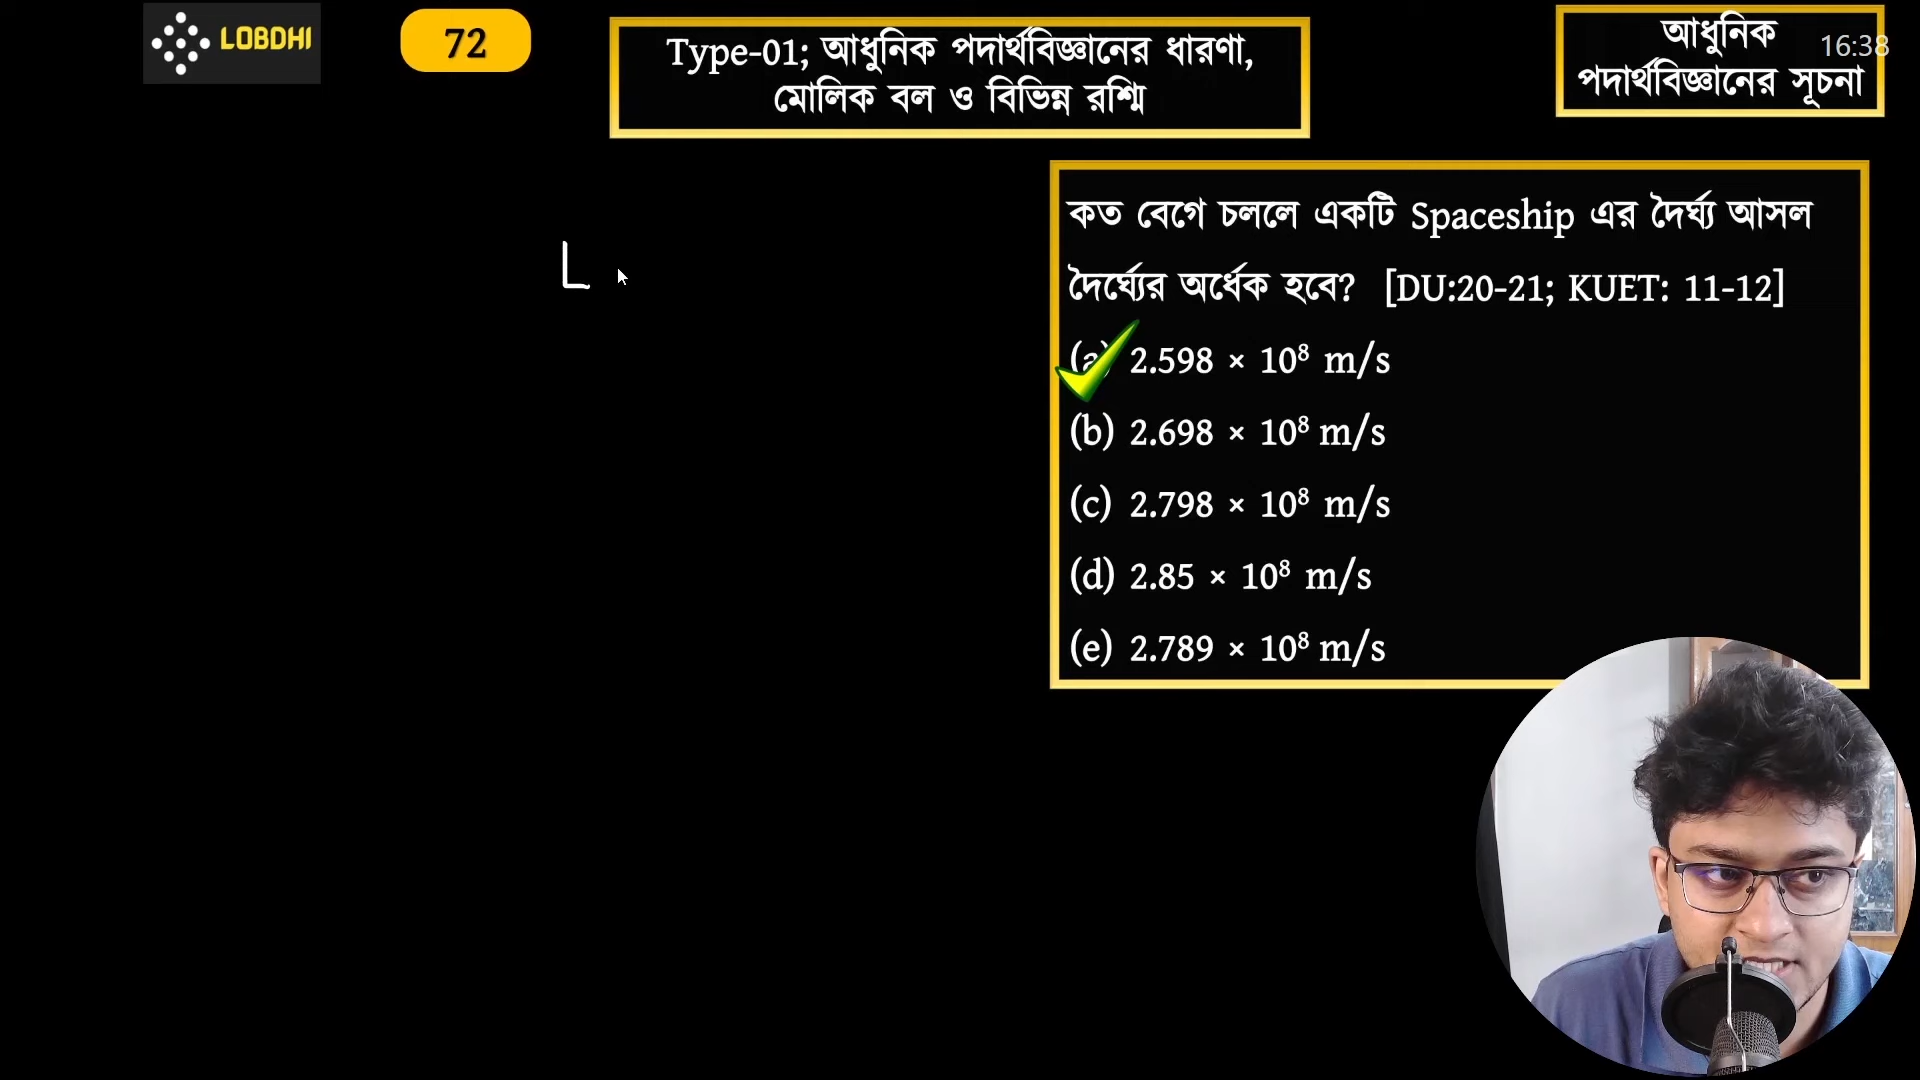 LOBDHI
72
Type-01; আধুনিক পদার্থবিজ্ঞানের ধারণা,
মোলিক বল ও বিভিন্ন রশ্মি
আধুনিক
16:38
পদার্থবিজ্ঞানের সূচনা
কত বেগে চললে একটি Spaceship এর দৈর্ঘ্য আসল
দৈর্ঘ্যের অর্ধেক হবে? [DU:20-21; KUET: 11-12]
(a) 2.598 × 10⁸ m/s
(b) 2.698 × 10⁸ m/s
(c) 2.798 × 10⁸ m/s
(d) 2.85 × 10⁸ m/s
(e) 2.789 × 10⁸ m/s
L